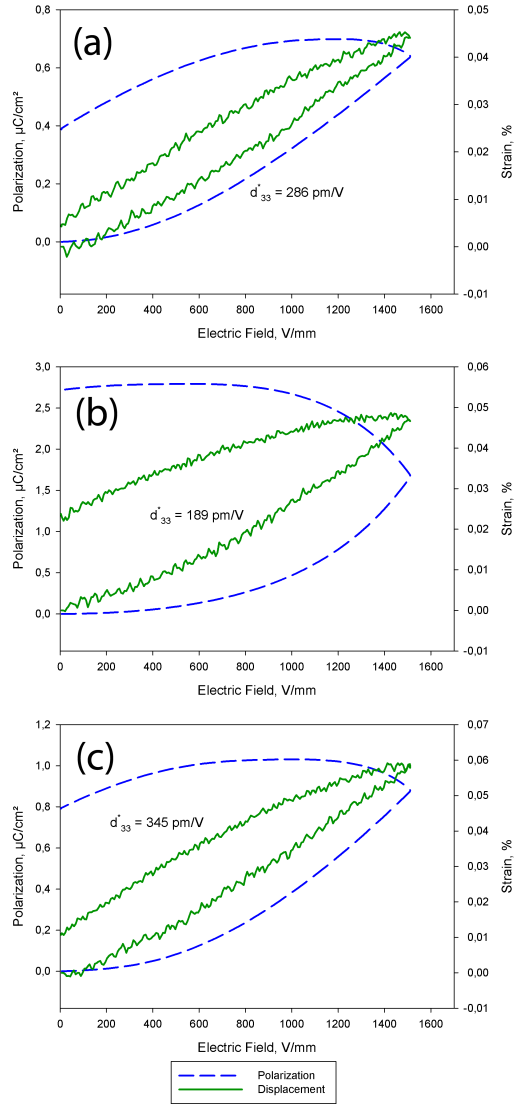 (a)
0,8
0,6
0,4
0,2
0,0
Polarization, µC/cm²
0,05
0,04
0,03
0,02
0,01
0,00
-0,01
Strain, %
d*33 = 286 pm/V
0 200 400 600 800 1000 1200 1400 1600
Electric Field, V/mm
(b)
3,0
2,5
2,0
1,5
1,0
0,5
0,0
Polarization, µC/cm²
0,06
0,05
0,04
0,03
0,02
0,01
0,00
-0,01
Strain, %
d*33 = 189 pm/V
0 200 400 600 800 1000 1200 1400 1600
Electric Field, V/mm
(c)
1,2
1,0
0,8
0,6
0,4
0,2
0,0
Polarization, µC/cm²
0,07
0,06
0,05
0,04
0,03
0,02
0,01
0,00
-0,01
Strain, %
d*33 = 345 pm/V
0 200 400 600 800 1000 1200 1400 1600
Electric Field, V/mm
Polarization
Displacement